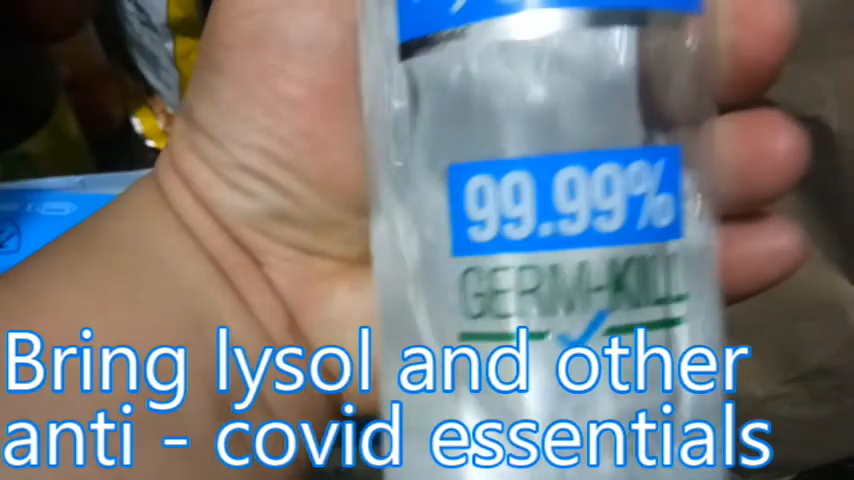 99.99%
GERM-KILL
Bring lysol and other
anti - covid essentials